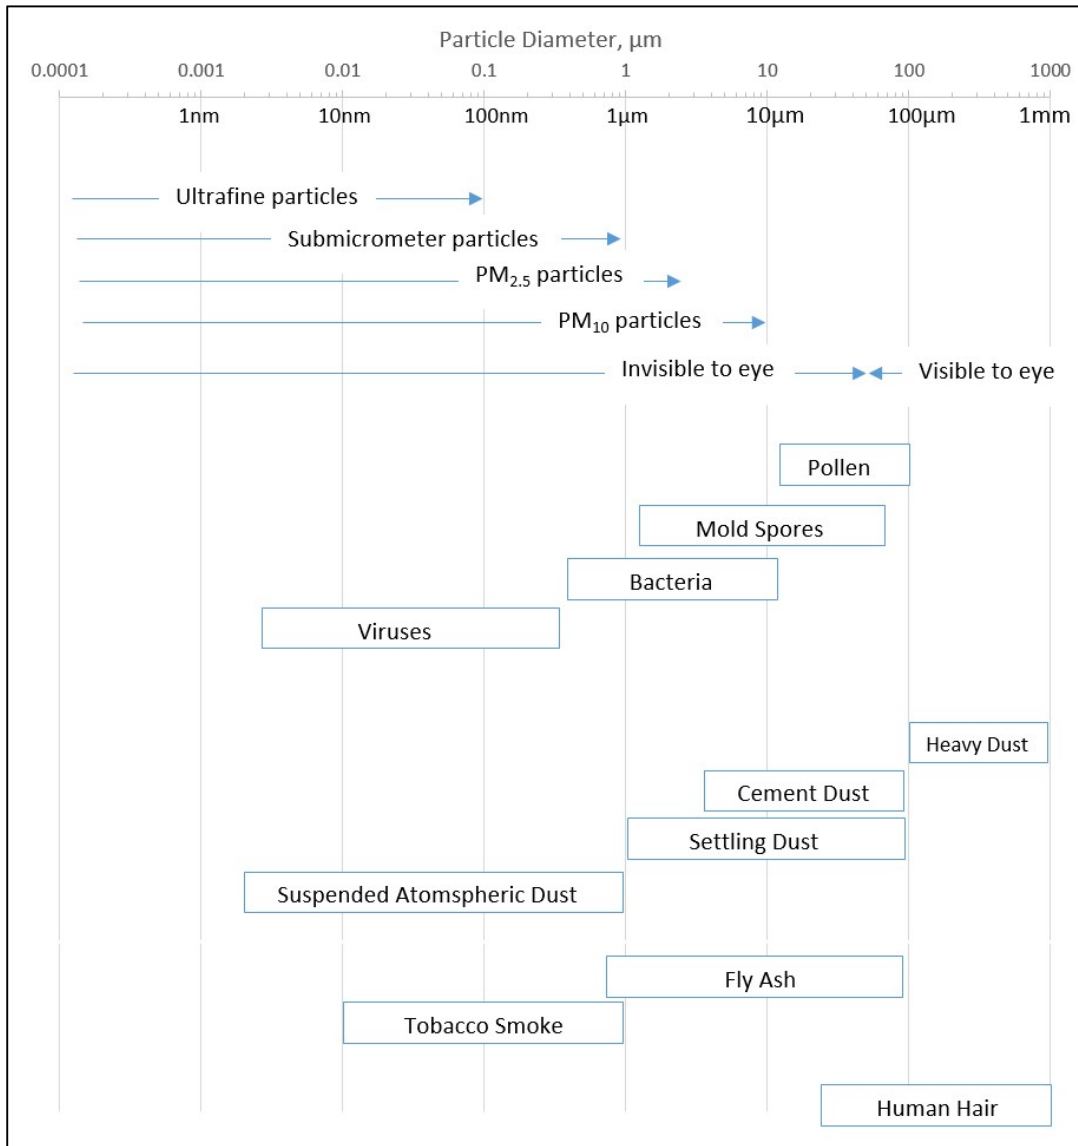 Particle Diameter, µm
0.0001 0.001 0.01 0.1 1 10 100 1000
1nm 10nm 100nm 1µm 10µm 100µm 1mm
Ultrafine particles
Submicrometer particles
PM2.5 particles
PM10 particles
Invisible to eye Visible to eye
Pollen
Mold Spores
Bacteria
Viruses
Heavy Dust
Cement Dust
Settling Dust
Suspended Atomspheric Dust
Fly Ash
Tobacco Smoke
Human Hair